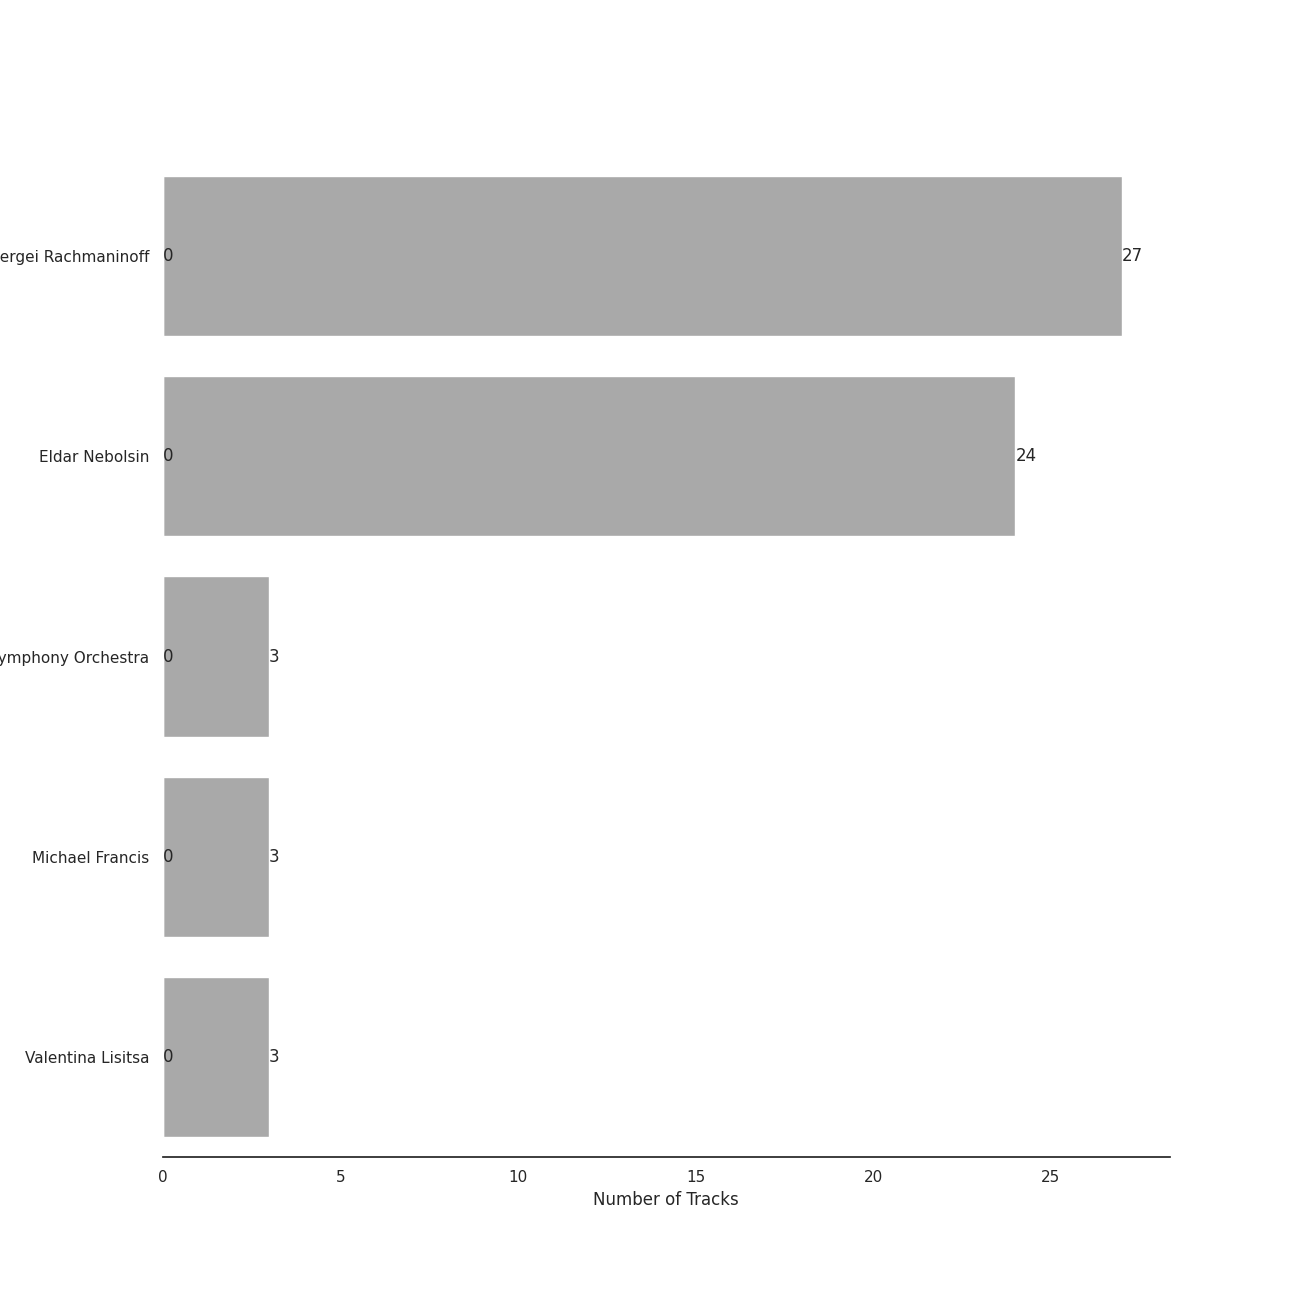 ergei Rachmaninoff 0 27
Eldar Nebolsin 0 24
ymphony Orchestra 0 3
Michael Francis 0 3
Valentina Lisitsa 0 3
0 5 10 15 20 25
Number of Tracks